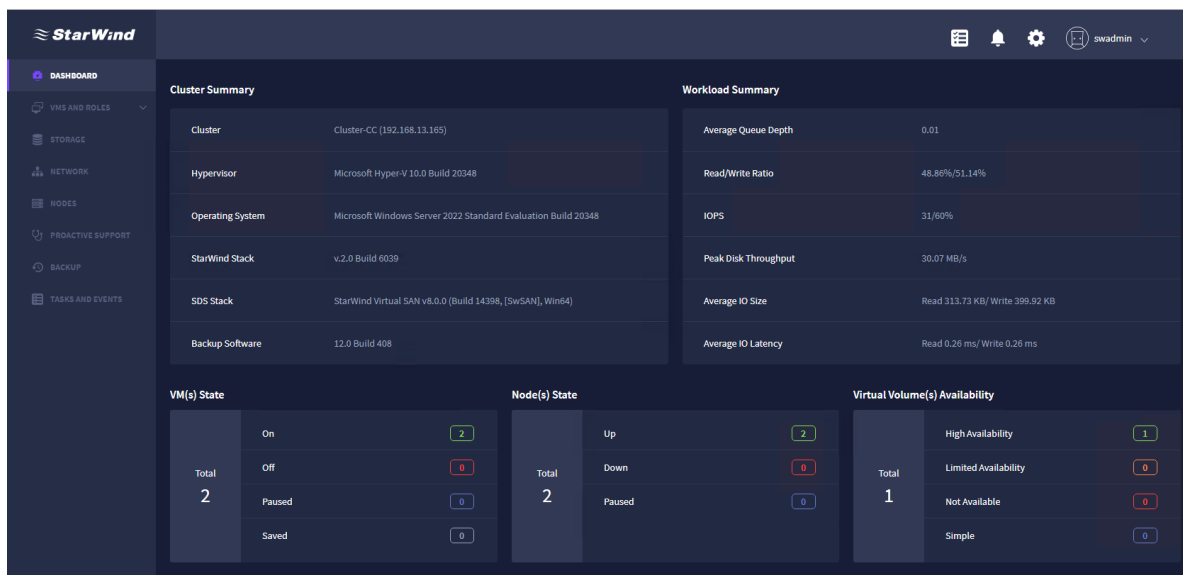 StarWind
swadmin
DASHBOARD
VMS AND ROLES
STORAGE
NETWORK
NODES
PROACTIVE SUPPORT
BACKUP
TASKS AND EVENTS
Cluster Summary
Cluster Cluster-CC (192.168.13.165)
Hypervisor Microsoft Hyper-V 10.0 Build 20348
Operating System Microsoft Windows Server 2022 Standard Evaluation Build 20348
StarWind Stack v.2.0 Build 6039
SDS Stack StarWind Virtual SAN v8.0.0 (Build 14398, [SwSAN], Win64)
Backup Software 12.0 Build 408
Workload Summary
Average Queue Depth 0.01
Read/Write Ratio 48.86%/51.14%
IOPS 31/60%
Peak Disk Throughput 30.07 MB/s
Average IO Size Read 313.73 KB/ Write 399.92 KB
Average IO Latency Read 0.26 ms/ Write 0.26 ms
VM(s) State
Total
2
On 2
Off 0
Paused 0
Saved 0
Node(s) State
Total
2
Up 2
Down 0
Paused 0
Virtual Volume(s) Availability
Total
1
High Availability 1
Limited Availability 0
Not Available 0
Simple 0